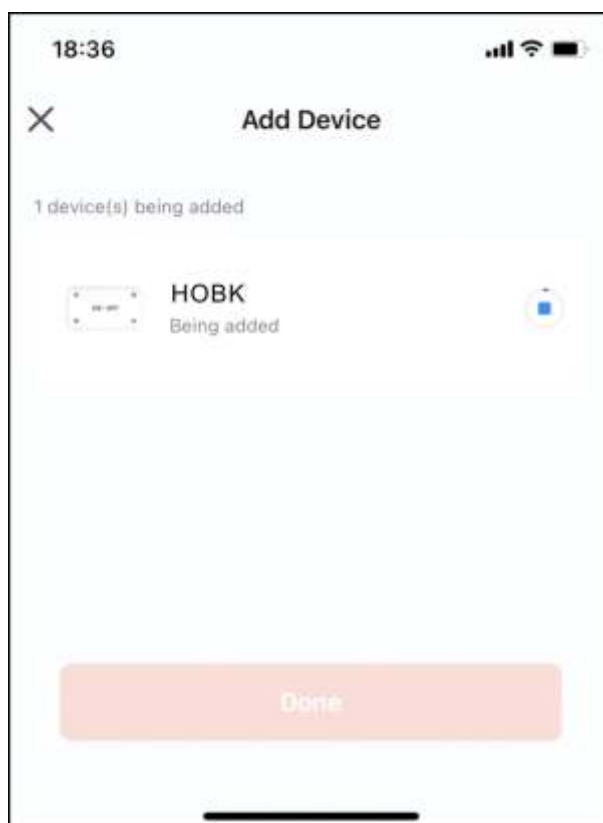 18:36
Add Device
1 device(s) being added
HOBK
Being added
Done